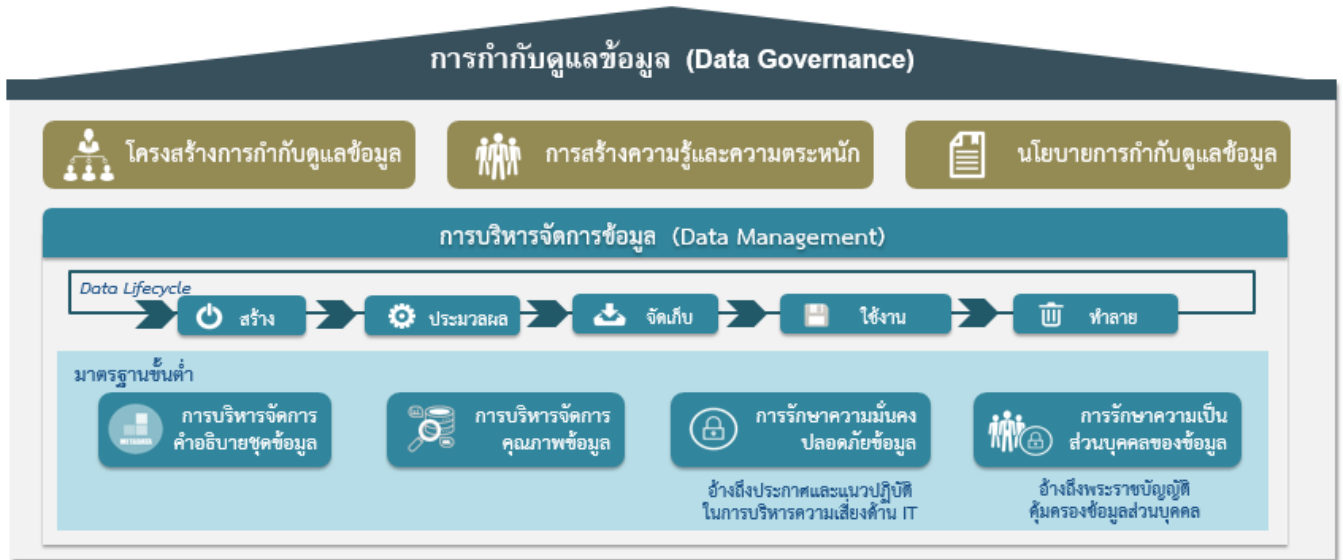 การกำกับดูแลข้อมูล (Data Governance)
โครงสร้างการกำกับดูแลข้อมูล
การสร้างความรู้และความตระหนัก
นโยบายการกำกับดูแลข้อมูล
การบริหารจัดการข้อมูล (Data Management)
Data Lifecycle
สร้าง
ประมวลผล
จัดเก็บ
ใช้งาน
ทำลาย
มาตรฐานขั้นต่ำ
METADATA
การบริหารจัดการ
คำอธิบายชุดข้อมูล
การบริหารจัดการ
คุณภาพข้อมูล
การรักษาความมั่นคง
ปลอดภัยข้อมูล
อ้างถึงประกาศและแนวปฏิบัติ
ในการบริหารความเสี่ยงด้าน IT
การรักษาความเป็น
ส่วนบุคคลของข้อมูล
อ้างถึงพระราชบัญญัติ
คุ้มครองข้อมูลส่วนบุคคล